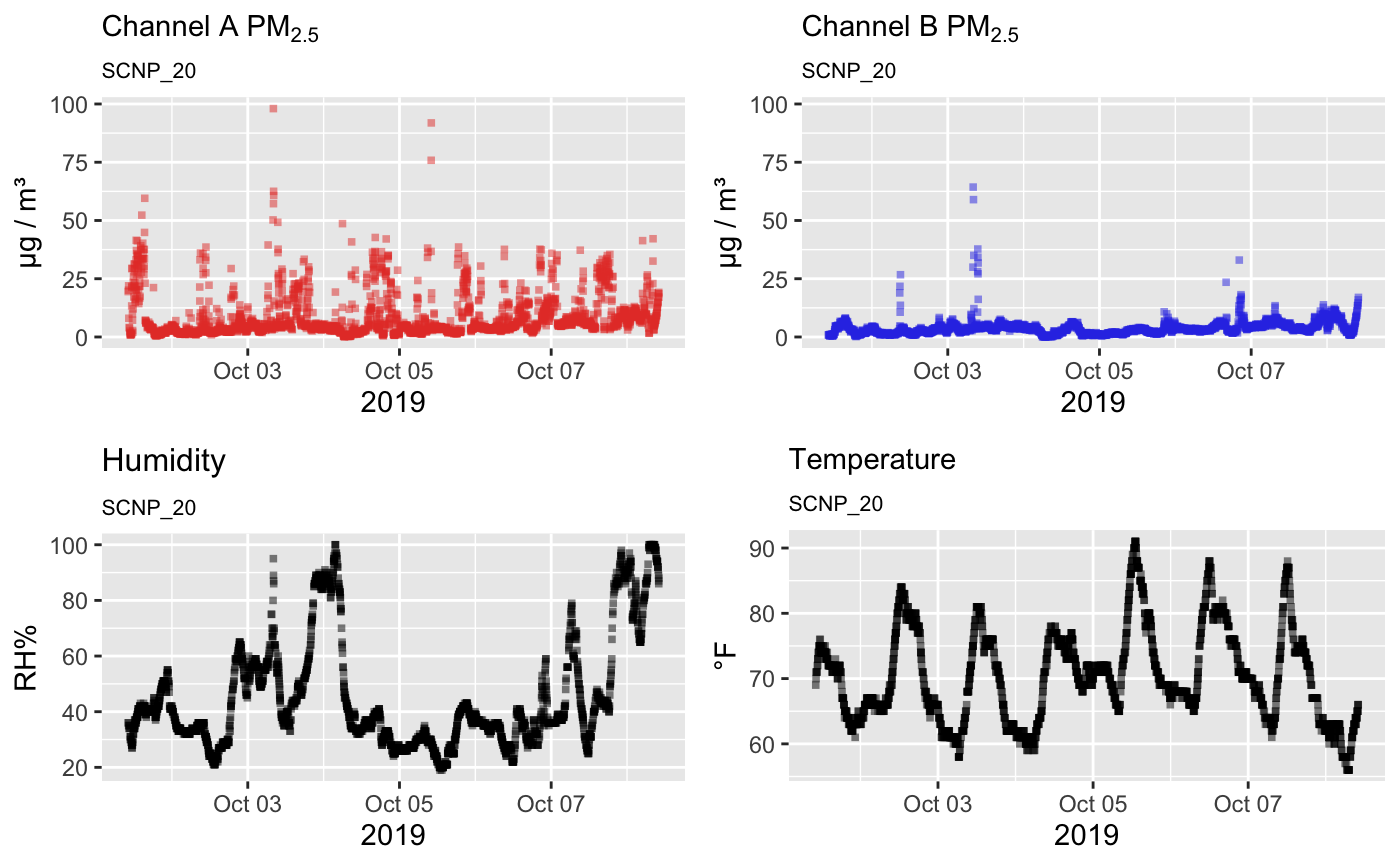 Channel A PM2.5
SCNP_20
100
75
50
25
0
µg / m³
Oct 03 Oct 05 Oct 07
2019
Channel B PM2.5
SCNP_20
100
75
50
25
0
µg / m³
Oct 03 Oct 05 Oct 07
2019
Humidity
SCNP_20
100
80
60
40
20
RH%
Oct 03 Oct 05 Oct 07
2019
Temperature
SCNP_20
90
80
70
60
°F
Oct 03 Oct 05 Oct 07
2019